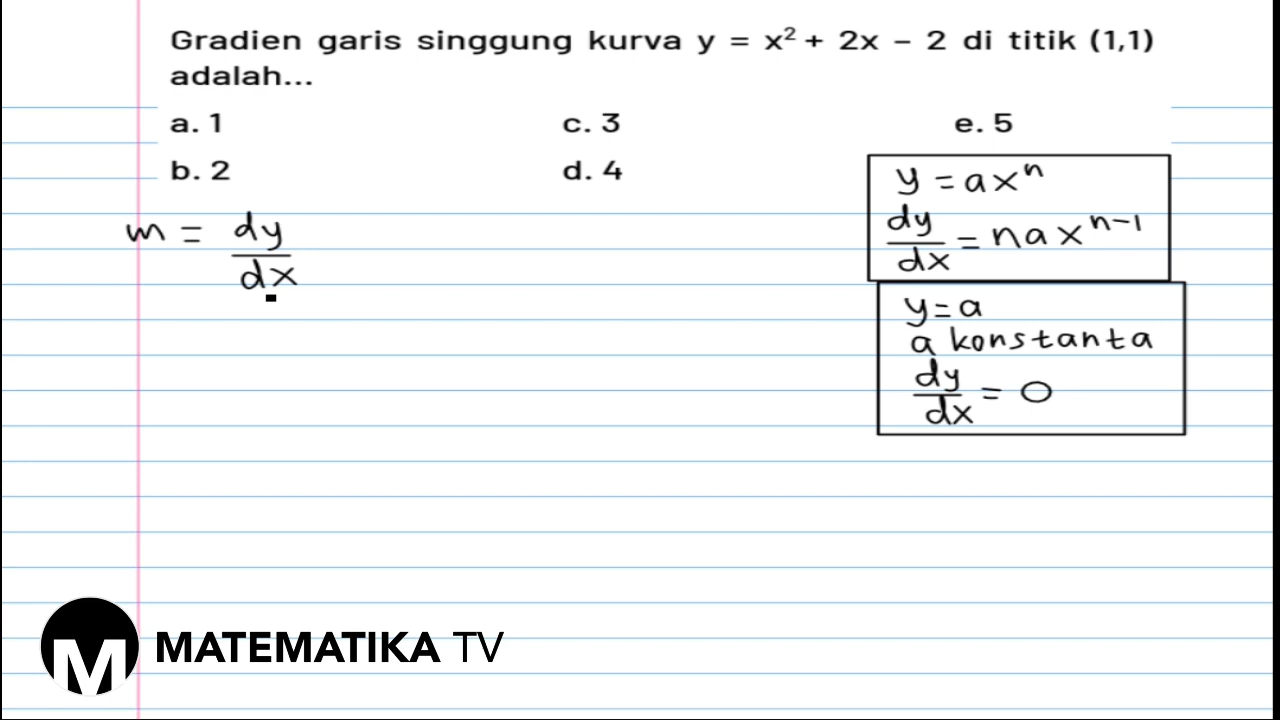 Gradien garis singgung kurva y = x² + 2x – 2 di titik (1,1)
adalah...
a. 1 c. 3 e. 5
b. 2 d. 4
m = dy/dx
y = axⁿ
dy/dx = naxⁿ⁻¹
y = a
a konstanta
dy/dx = 0
M MATEMATIKA TV